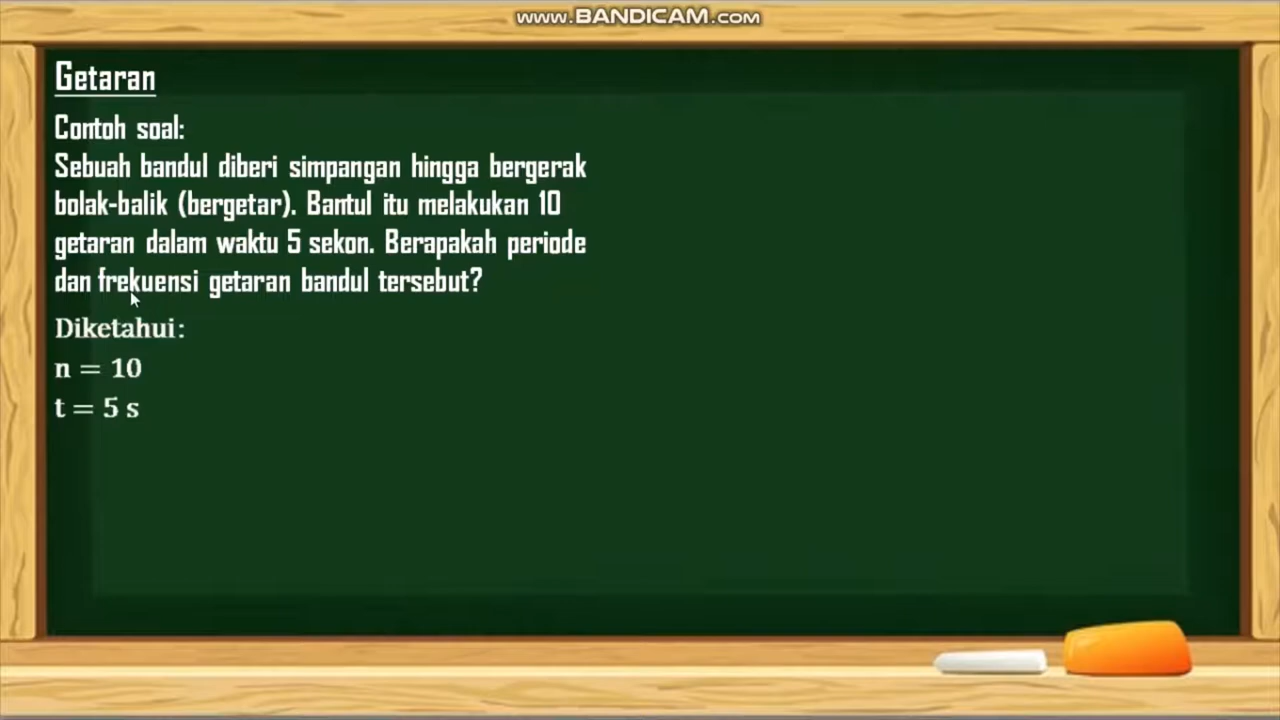 www.BANDICAM.com
Getaran
Contoh soal:
Sebuah bandul diberi simpangan hingga bergerak
bolak-balik (bergetar). Bantul itu melakukan 10
getaran dalam waktu 5 sekon. Berapakah periode
dan frekuensi getaran bandul tersebut?
Diketahui:
n = 10
t = 5 s